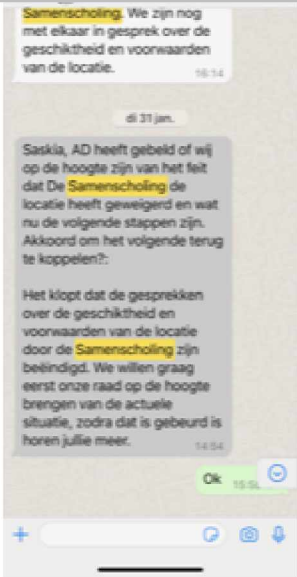 Samenscholing. We zijn nog
met elkaar in gesprek over de
geschiktheid en voorwaarden
van de locatie.
16:14
di 31 jan.
Saskia, AD heeft gebeld of wij
op de hoogte zijn van het feit
dat De Samenscholing de
locatie heeft geweigerd en wat
nu de volgende stappen zijn.
Akkoord om het volgende terug
te koppelen?:
Het klopt dat de gesprekken
over de geschiktheid en
voorwaarden van de locatie
door de Samenscholing zijn
beëindigd. We willen graag
eerst onze raad op de hoogte
brengen van de actuele
situatie, zodra dat is gebeurd is
horen jullie meer.
14:54
Ok